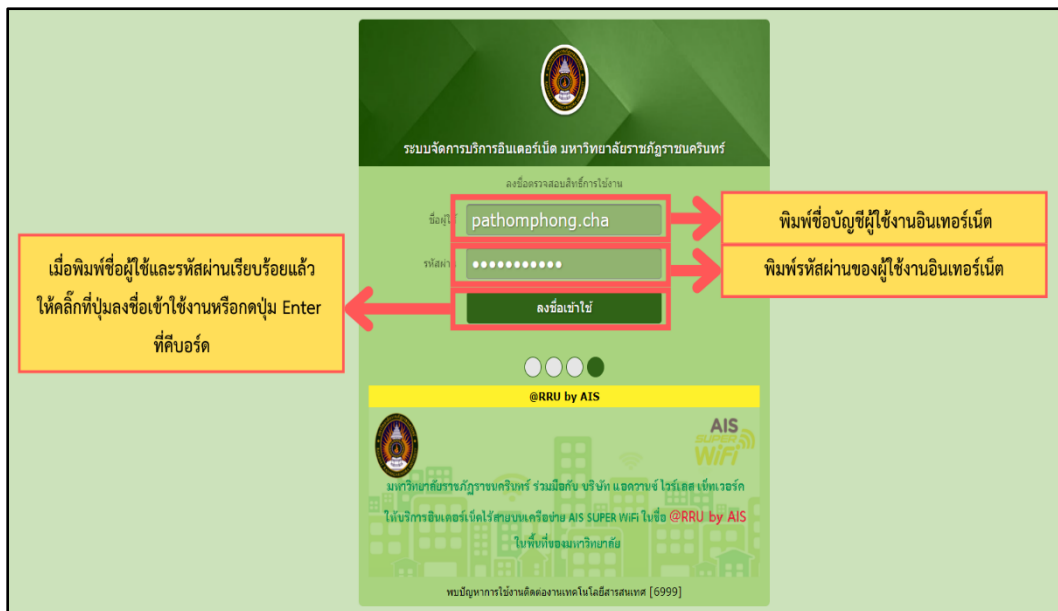 ระบบจัดการบริการอินเตอร์เน็ต มหาวิทยาลัยราชภัฏราชนครินทร์
ลงชื่อตรวจสอบสิทธิ์การใช้งาน
ชื่อผู้ใช้
pathomphong.cha
พิมพ์ชื่อบัญชีผู้ใช้งานอินเทอร์เน็ต
รหัสผ่าน
พิมพ์รหัสผ่านของผู้ใช้งานอินเทอร์เน็ต
เมื่อพิมพ์ชื่อผู้ใช้และรหัสผ่านเรียบร้อยแล้ว
ให้คลิ๊กที่ปุ่มลงชื่อเข้าใช้งานหรือกดปุ่ม Enter
ที่คีบอร์ด
ลงชื่อเข้าใช้
@RRU by AIS
AIS
SUPER
WiFi
มหาวิทยาลัยราชภัฏราชนครินทร์ ร่วมมือกับ บริษัท แอดวานซ์ ไวร์เลส เน็ทเวอร์ค
ให้บริการอินเตอร์เน็ตไร้สายบนเครือข่าย AIS SUPER WiFi ในชื่อ @RRU by AIS
ในพื้นที่ของมหาวิทยาลัย
พบปัญหาการใช้งานติดต่องานเทคโนโลยีสารสนเทศ [6999]